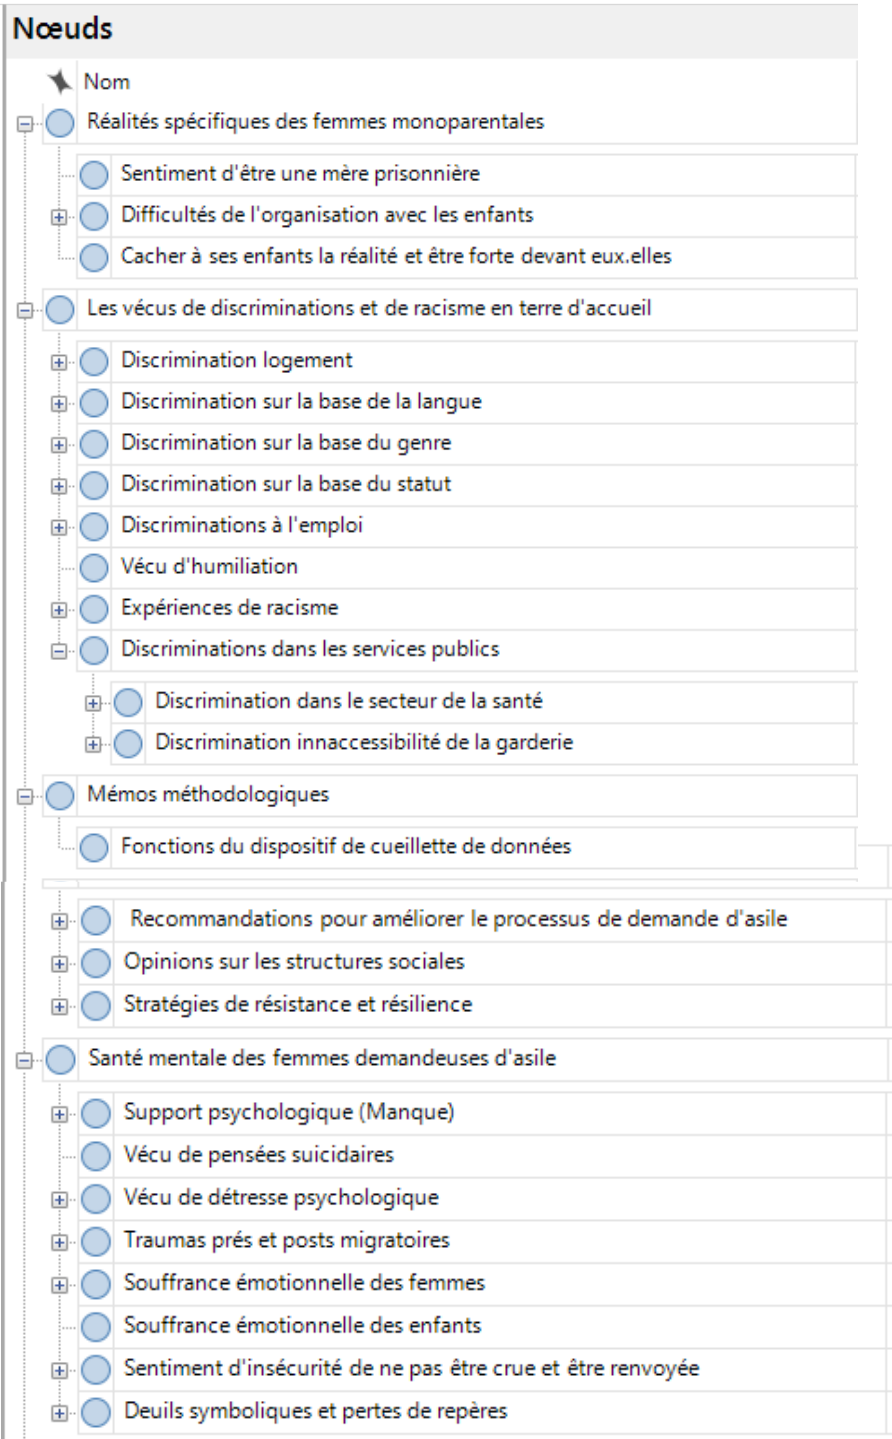 Nœuds
Nom
Réalités spécifiques des femmes monoparentales
Sentiment d'être une mère prisonnière
Difficultés de l'organisation avec les enfants
Cacher à ses enfants la réalité et être forte devant eux.elles
Les vécus de discriminations et de racisme en terre d'accueil
Discrimination logement
Discrimination sur la base de la langue
Discrimination sur la base du genre
Discrimination sur la base du statut
Discriminations à l'emploi
Vécu d'humiliation
Expériences de racisme
Discriminations dans les services publics
Discrimination dans le secteur de la santé
Discrimination innaccessibilité de la garderie
Mémos méthodologiques
Fonctions du dispositif de cueillette de données
Recommandations pour améliorer le processus de demande d'asile
Opinions sur les structures sociales
Stratégies de résistance et résilience
Santé mentale des femmes demandeuses d'asile
Support psychologique (Manque)
Vécu de pensées suicidaires
Vécu de détresse psychologique
Traumas prés et posts migratoires
Souffrance émotionnelle des femmes
Souffrance émotionnelle des enfants
Sentiment d'insécurité de ne pas être crue et être renvoyée
Deuils symboliques et pertes de repères